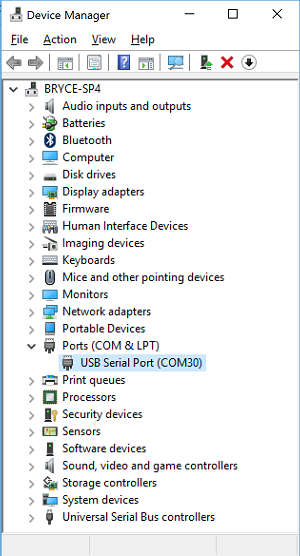 Device Manager
File Action View Help
BRYCE-SP4
Audio inputs and outputs
Batteries
Bluetooth
Computer
Disk drives
Display adapters
Firmware
Human Interface Devices
Imaging devices
Keyboards
Mice and other pointing devices
Monitors
Network adapters
Portable Devices
Ports (COM & LPT)
USB Serial Port (COM30)
Print queues
Processors
Security devices
Sensors
Software devices
Sound, video and game controllers
Storage controllers
System devices
Universal Serial Bus controllers